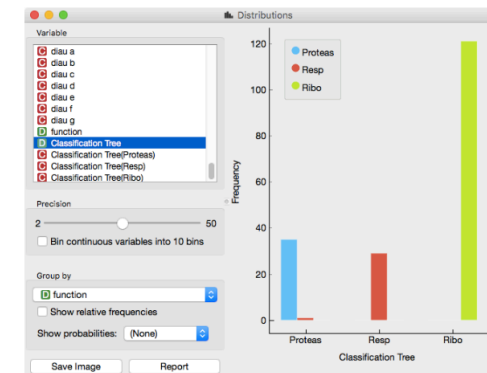 Distributions
Variable
C diau a
C diau b
C diau c
C diau d
C diau e
C diau f
C diau g
D function
D Classification Tree
C Classification Tree(Proteas)
C Classification Tree(Resp)
C Classification Tree(Ribo)
Precision
2 50
Bin continuous variables into 10 bins
Group by
D function
Show relative frequencies
Show probabilities: (None)
Save Image Report
Proteas
Resp
Ribo
120
100
80
60
40
20
0
Frequency
Proteas Resp Ribo
Classification Tree